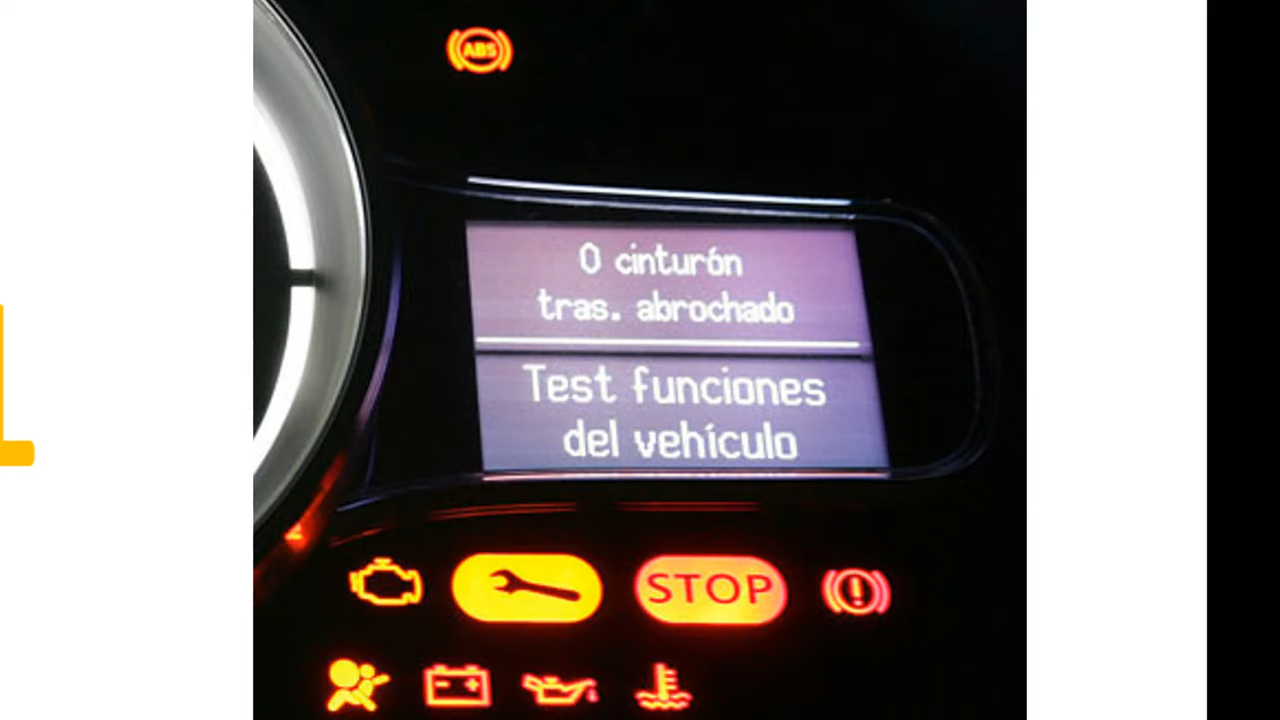 ABS
0 cinturón
tras. abrochado
Test funciones
del vehículo
STOP